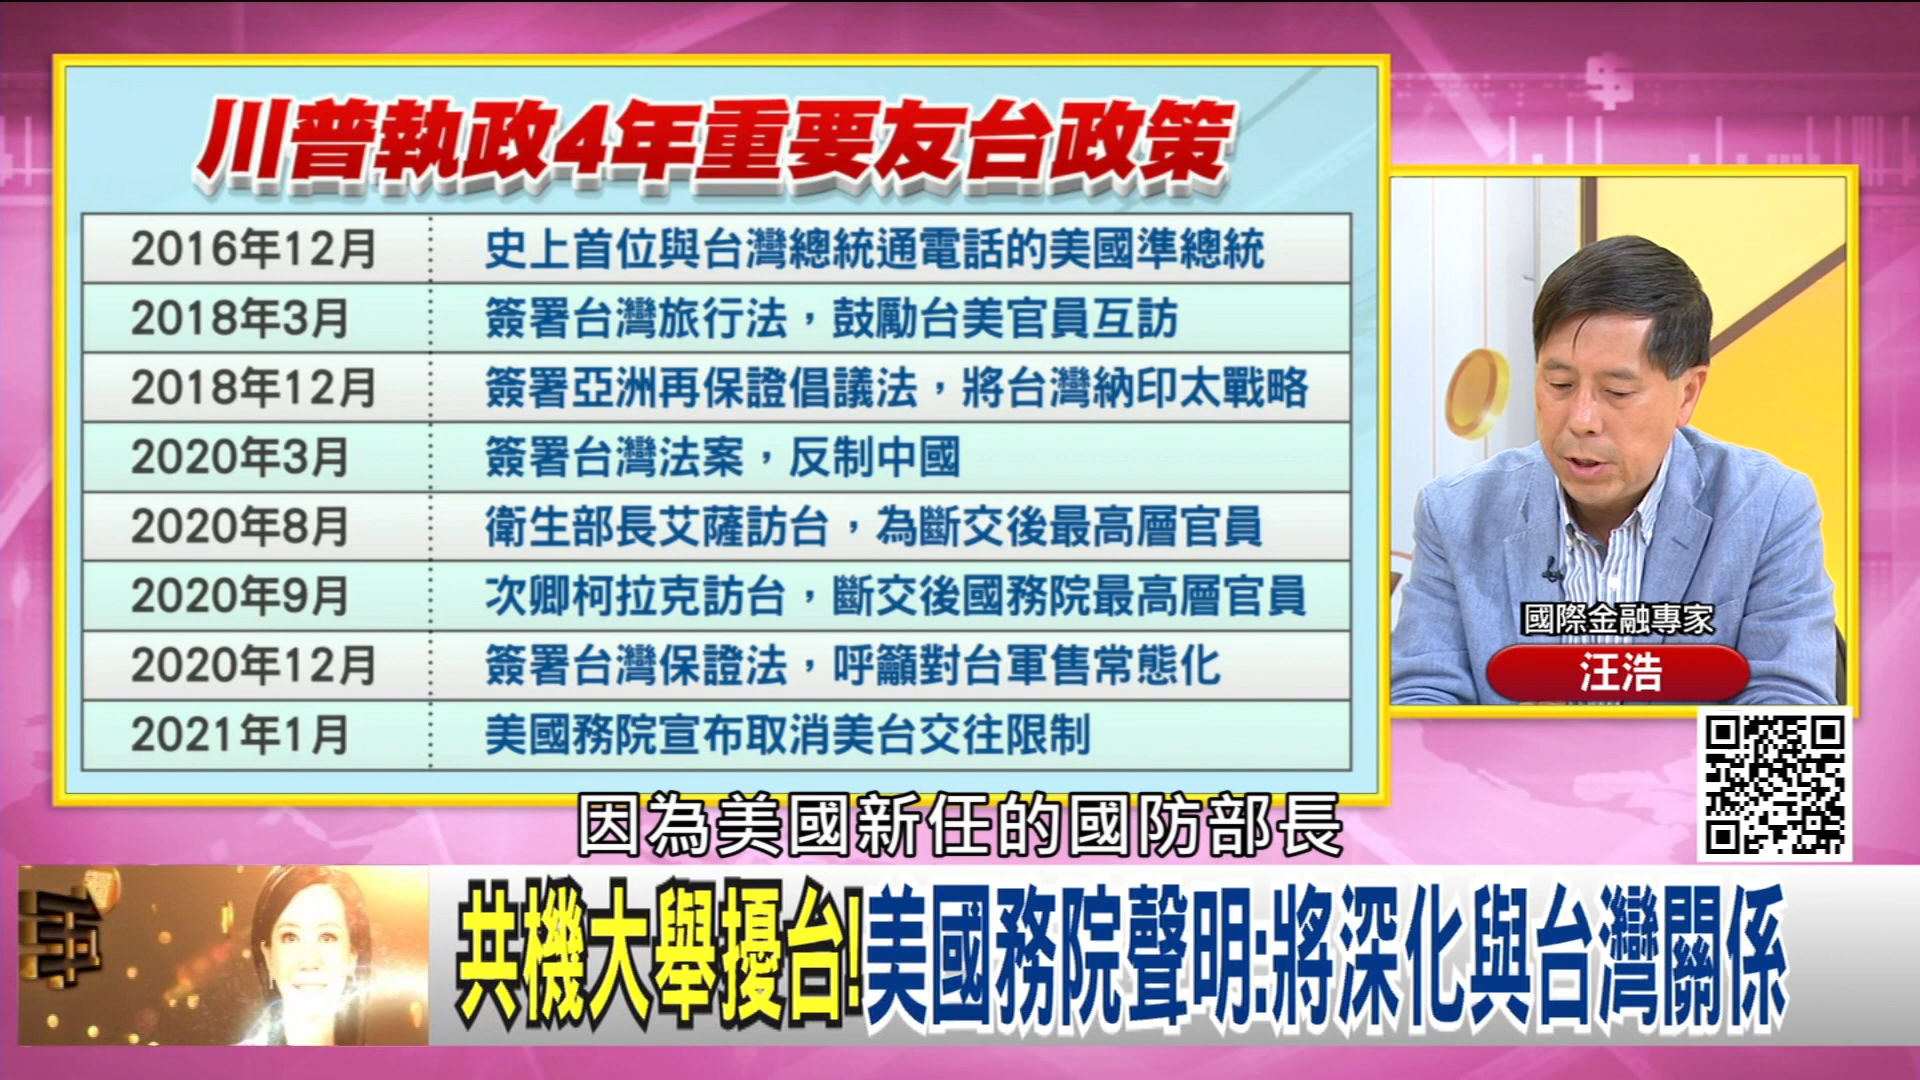 川普執政4年重要友台政策
2016年12月 史上首位與台灣總統通電話的美國準總統
2018年3月 簽署台灣旅行法，鼓勵台美官員互訪
2018年12月 簽署亞洲再保證倡議法，將台灣納印太戰略
2020年3月 簽署台灣法案，反制中國
2020年8月 衛生部長艾薩訪台，為斷交後最高層官員
2020年9月 次卿柯拉克訪台，斷交後國務院最高層官員
2020年12月 簽署台灣保證法，呼籲對台軍售常態化
2021年1月 美國務院宣布取消美台交往限制
國際金融專家
汪浩
因為美國新任的國防部長
共機大舉擾台!美國務院聲明:將深化與台灣關係